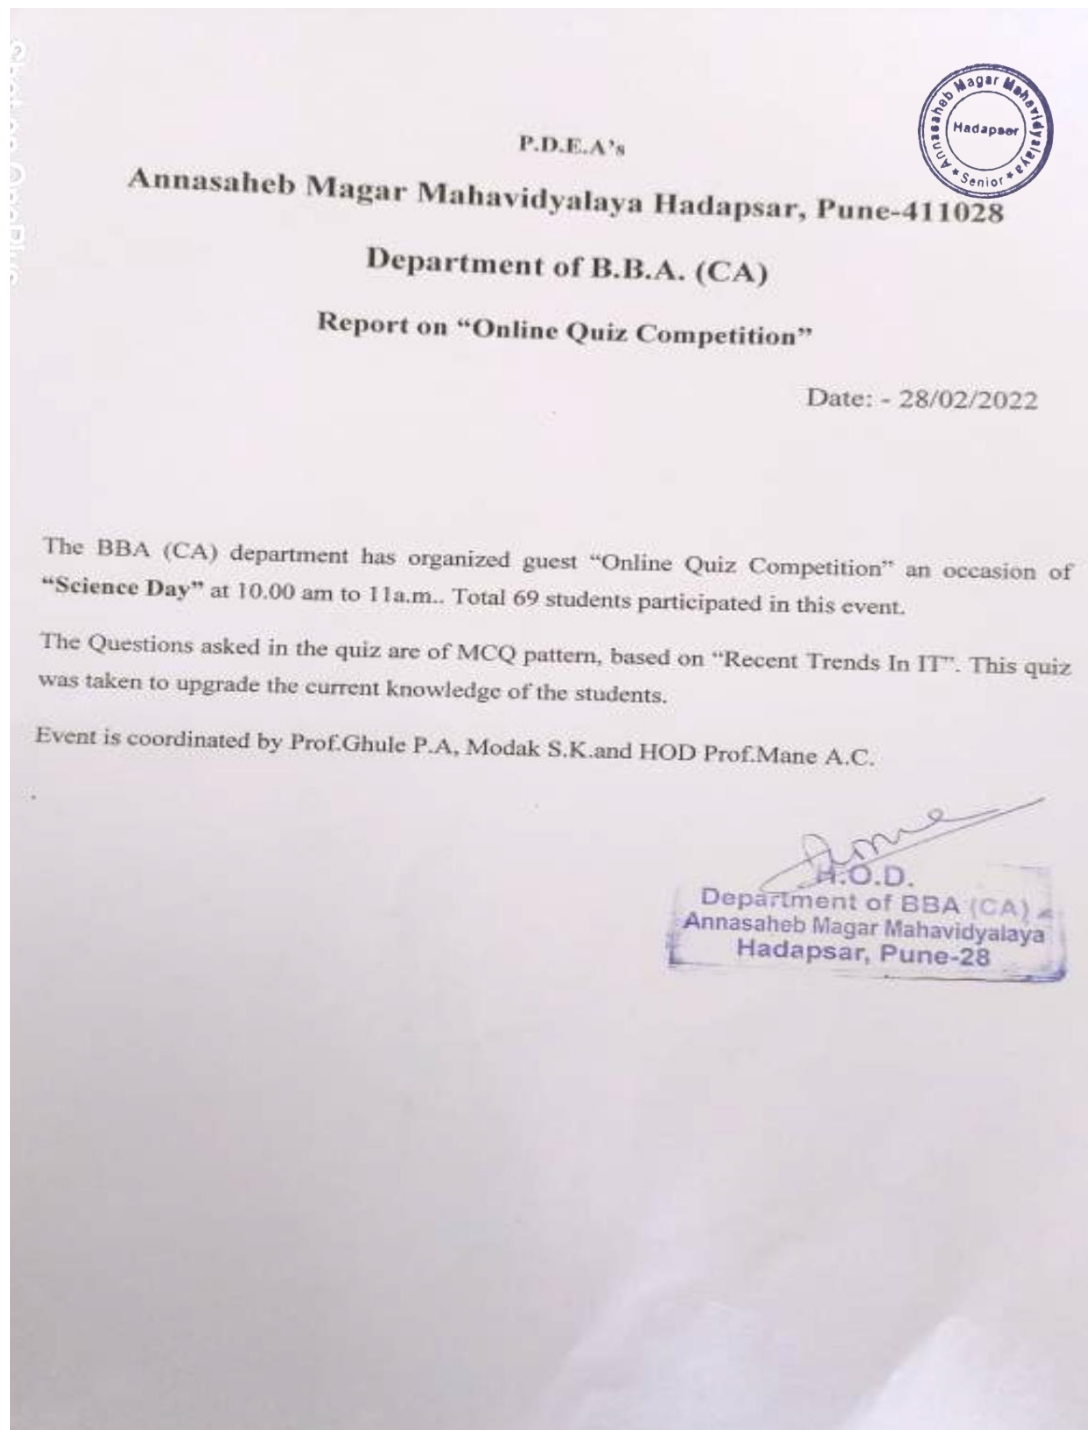 Shot on OnePlus
Annasaheb Magar Mahavidyalaya
Hadapsar
★ Senior ★
P.D.E.A’s
Annasaheb Magar Mahavidyalaya Hadapsar, Pune-411028
Department of B.B.A. (CA)
Report on “Online Quiz Competition”
Date: - 28/02/2022
The BBA (CA) department has organized guest “Online Quiz Competition” an occasion of
“Science Day” at 10.00 am to 11a.m.. Total 69 students participated in this event.
The Questions asked in the quiz are of MCQ pattern, based on “Recent Trends In IT”. This quiz
was taken to upgrade the current knowledge of the students.
Event is coordinated by Prof.Ghule P.A, Modak S.K.and HOD Prof.Mane A.C.
H.O.D.
Department of BBA (CA)
Annasaheb Magar Mahavidyalaya
Hadapsar, Pune-28